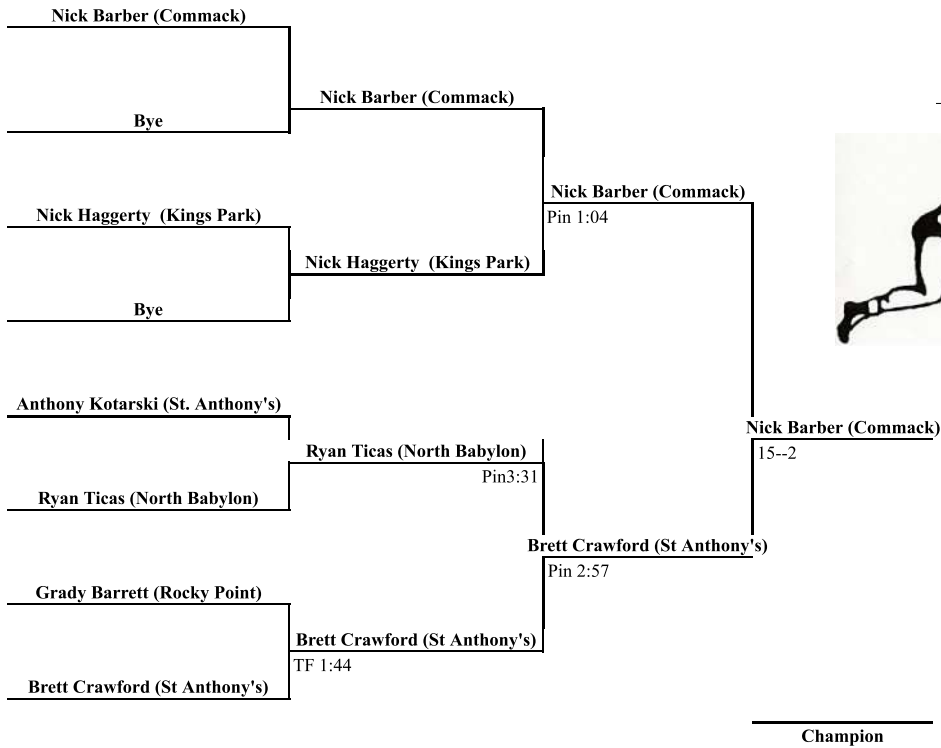 Nick Barber (Commack)
Bye
Nick Haggerty  (Kings Park)
Bye
Anthony Kotarski (St. Anthony's)
Ryan Ticas (North Babylon)
Grady Barrett (Rocky Point)
Brett Crawford (St Anthony's)
Nick Barber (Commack)
Nick Haggerty  (Kings Park)
Ryan Ticas (North Babylon)
Pin3:31
Brett Crawford (St Anthony's)
TF 1:44
Nick Barber (Commack)
Pin 1:04
Brett Crawford (St Anthony's)
Pin 2:57
Nick Barber (Commack)
15--2
Champion